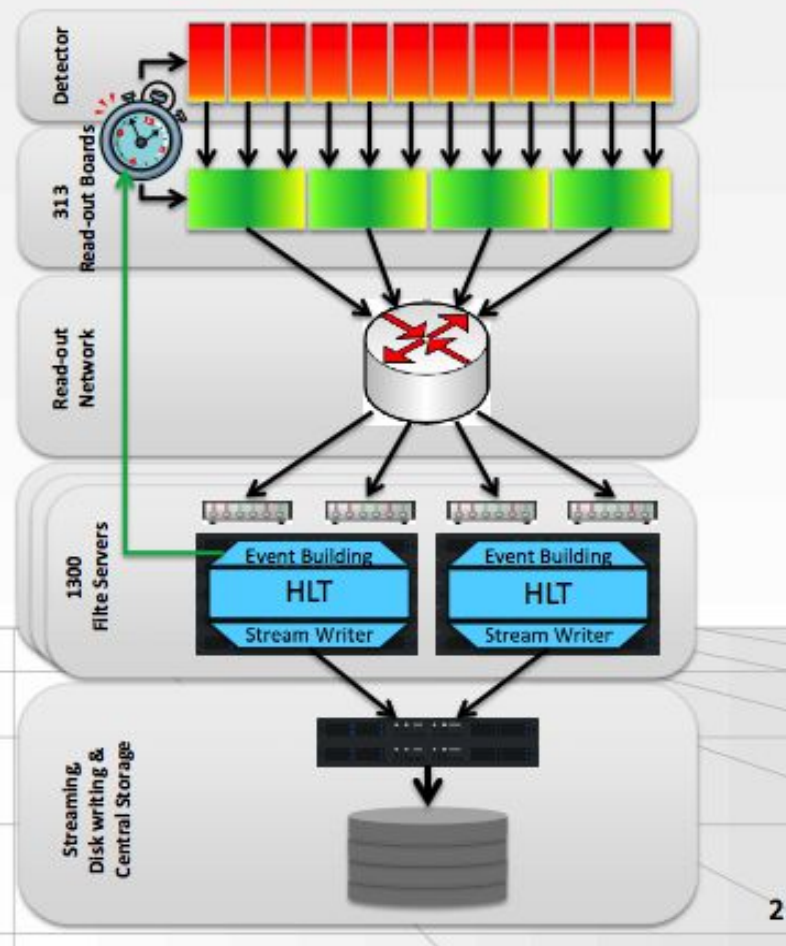 Detector
313
Read-out Boards
Read-out
Network
1300
Filte Servers
Event Building
HLT
Stream Writer
Event Building
HLT
Stream Writer
Streaming,
Disk writing &
Central Storage
2